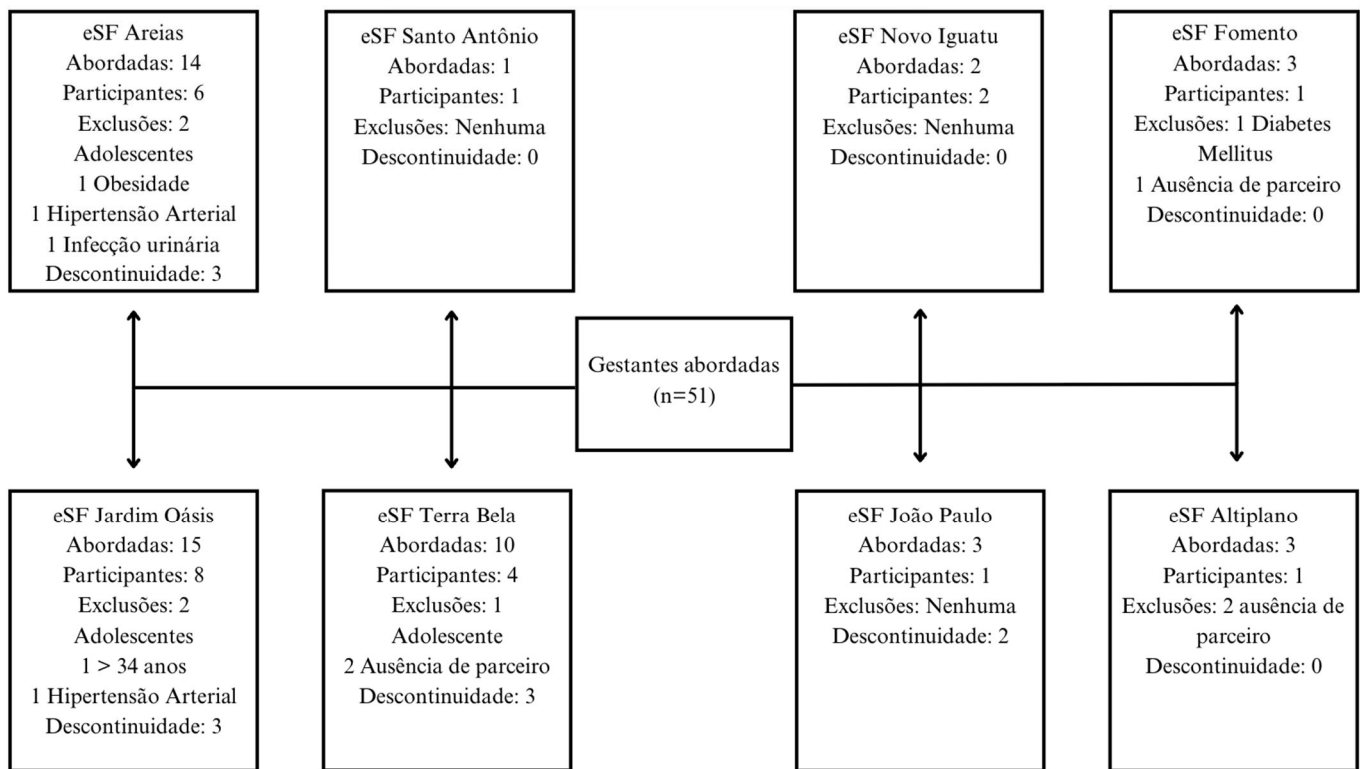 eSF Areias
Abordadas: 14
Participantes: 6
Exclusões: 2
Adolescentes
1 Obesidade
1 Hipertensão Arterial
1 Infecção urinária
Descontinuidade: 3
eSF Santo Antônio
Abordadas: 1
Participantes: 1
Exclusões: Nenhuma
Descontinuidade: 0
eSF Novo Iguatu
Abordadas: 2
Participantes: 2
Exclusões: Nenhuma
Descontinuidade: 0
eSF Fomento
Abordadas: 3
Participantes: 1
Exclusões: 1 Diabetes
Mellitus
1 Ausência de parceiro
Descontinuidade: 0
Gestantes abordadas
(n=51)
eSF Jardim Oásis
Abordadas: 15
Participantes: 8
Exclusões: 2
Adolescentes
1 > 34 anos
1 Hipertensão Arterial
Descontinuidade: 3
eSF Terra Bela
Abordadas: 10
Participantes: 4
Exclusões: 1
Adolescente
2 Ausência de parceiro
Descontinuidade: 3
eSF João Paulo
Abordadas: 3
Participantes: 1
Exclusões: Nenhuma
Descontinuidade: 2
eSF Altiplano
Abordadas: 3
Participantes: 1
Exclusões: 2 ausência de
parceiro
Descontinuidade: 0